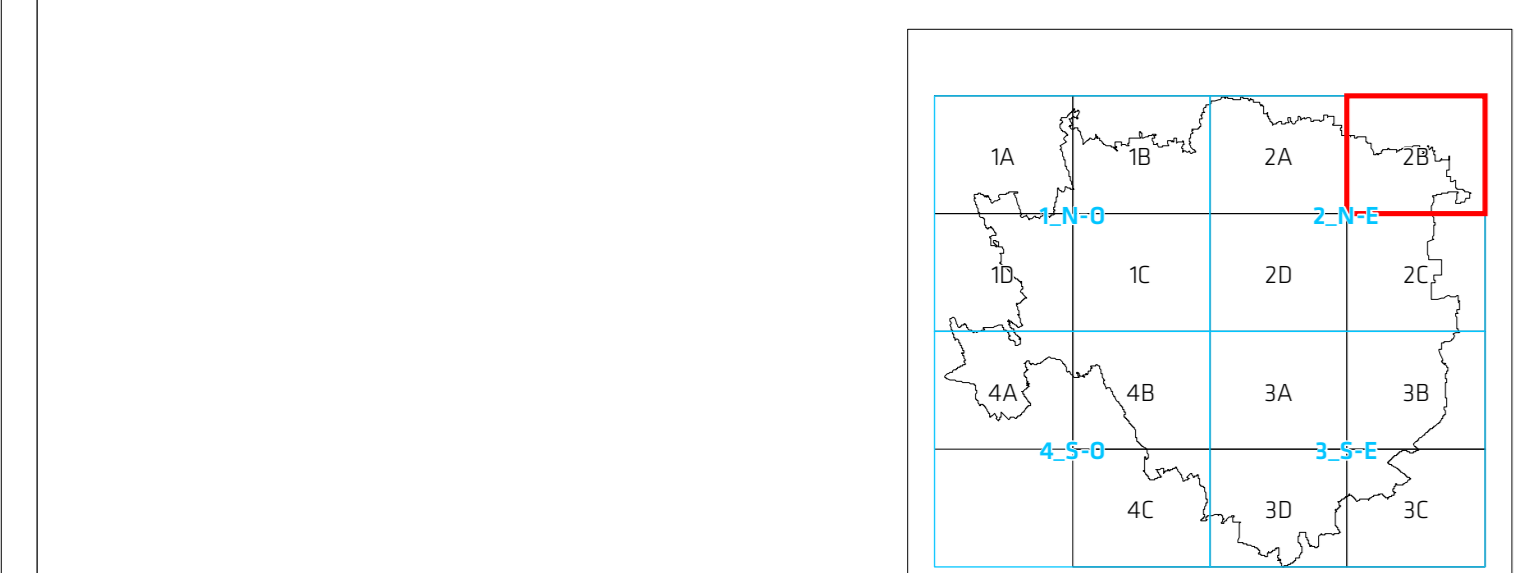 1A 1B 2A 2B
1_N-O 2_N-E
1D 1C 2D 2C
4A 4B 3A 3B
4_S-O 3_S-E
4C 3D 3C